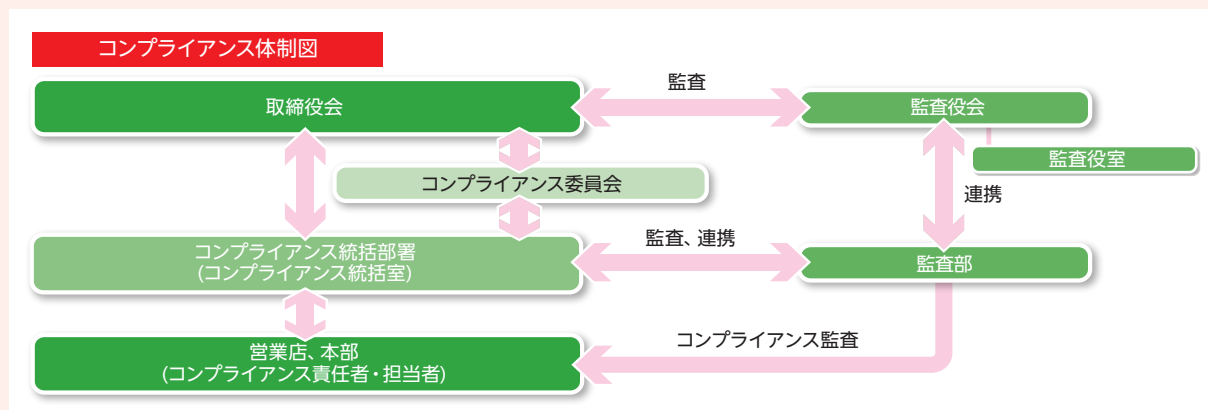 コンプライアンス体制図
監査
取締役会
監査役会
監査役室
コンプライアンス委員会
連携
監査、連携
コンプライアンス統括部署
(コンプライアンス統括室)
監査部
コンプライアンス監査
営業店、本部
(コンプライアンス責任者・担当者)